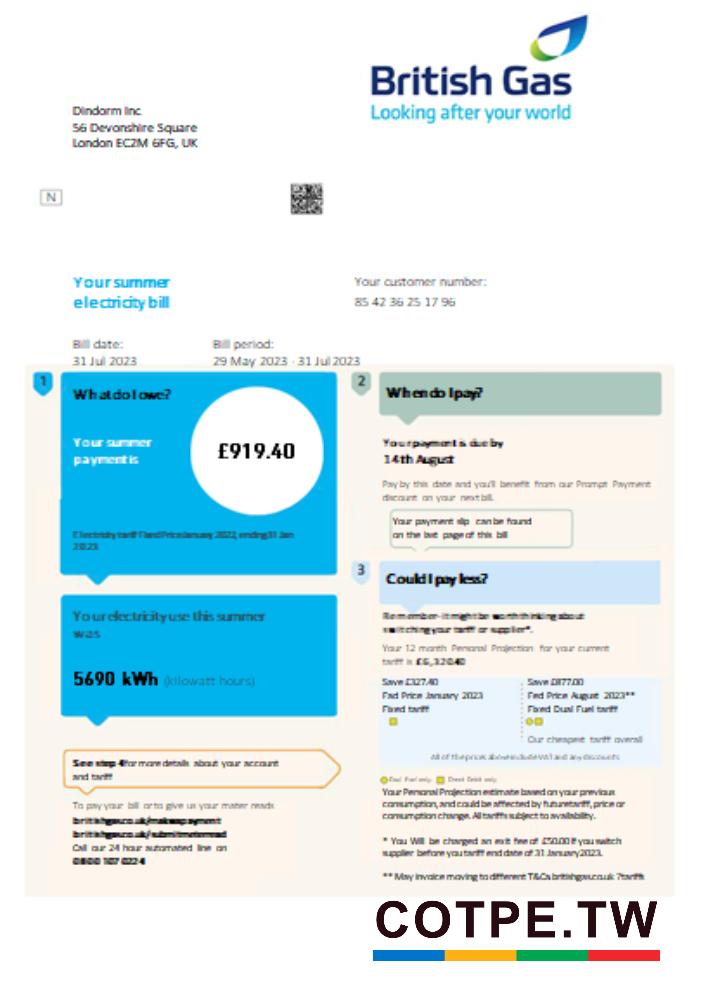 British Gas
Looking after your world
Dindorm Inc
56 Devonshire Square
London EC2M 6FG, UK
N
Your summer
electricity bill
Your customer number:
85 42 36 25 17 96
Bill date:
31 Jul 2023
Bill period:
29 May 2023 - 31 Jul 2023
1
What do I owe?
Your summer
payment is
£919.40
Electricity tariff Fixed Price January 2022, ending 31 Jan
2023
Your electricity use this summer
was
5690 kWh (kilowatt hours)
See step 4 for more details about your account
and tariff
To pay your bill or to give us your mater reads
britishgas.co.uk/makeapayment
britishgas.co.uk/submitmeterread
Call our 24 hour automated line on
0800 107 0224
2
When do I pay?
Your payment is due by
14th August
Pay by this date and you'll benefit from our Prompt Payment
discount on your next bill.
Your payment slip can be found
on the last page of this bill
3
Could I pay less?
Remember - it might be worth thinking about
switching your tariff or supplier*.
Your 12 month Personal Projection for your current
tariff is
Save £327.40
Fad Price January 2023
Fixed tariff
Save £877.00
Fed Price August 2023**
Fixed Dual Fuel tariff
Our cheapest tariff overall
All of the prices above include VAT and any discounts
Dual Fuel only Direct Debit only
Your Personal Projection estimate based on your previous
consumption, and could be affected by future tariff, price or
consumption change. All tariffs subject to availability.
* You Will be charged an exit fee of £50.00 if you switch
supplier before you tariff end date of 31 January 2023.
** May invoice moving to different T&Cs britishgas.co.uk ?tariffs
COTPE.TW